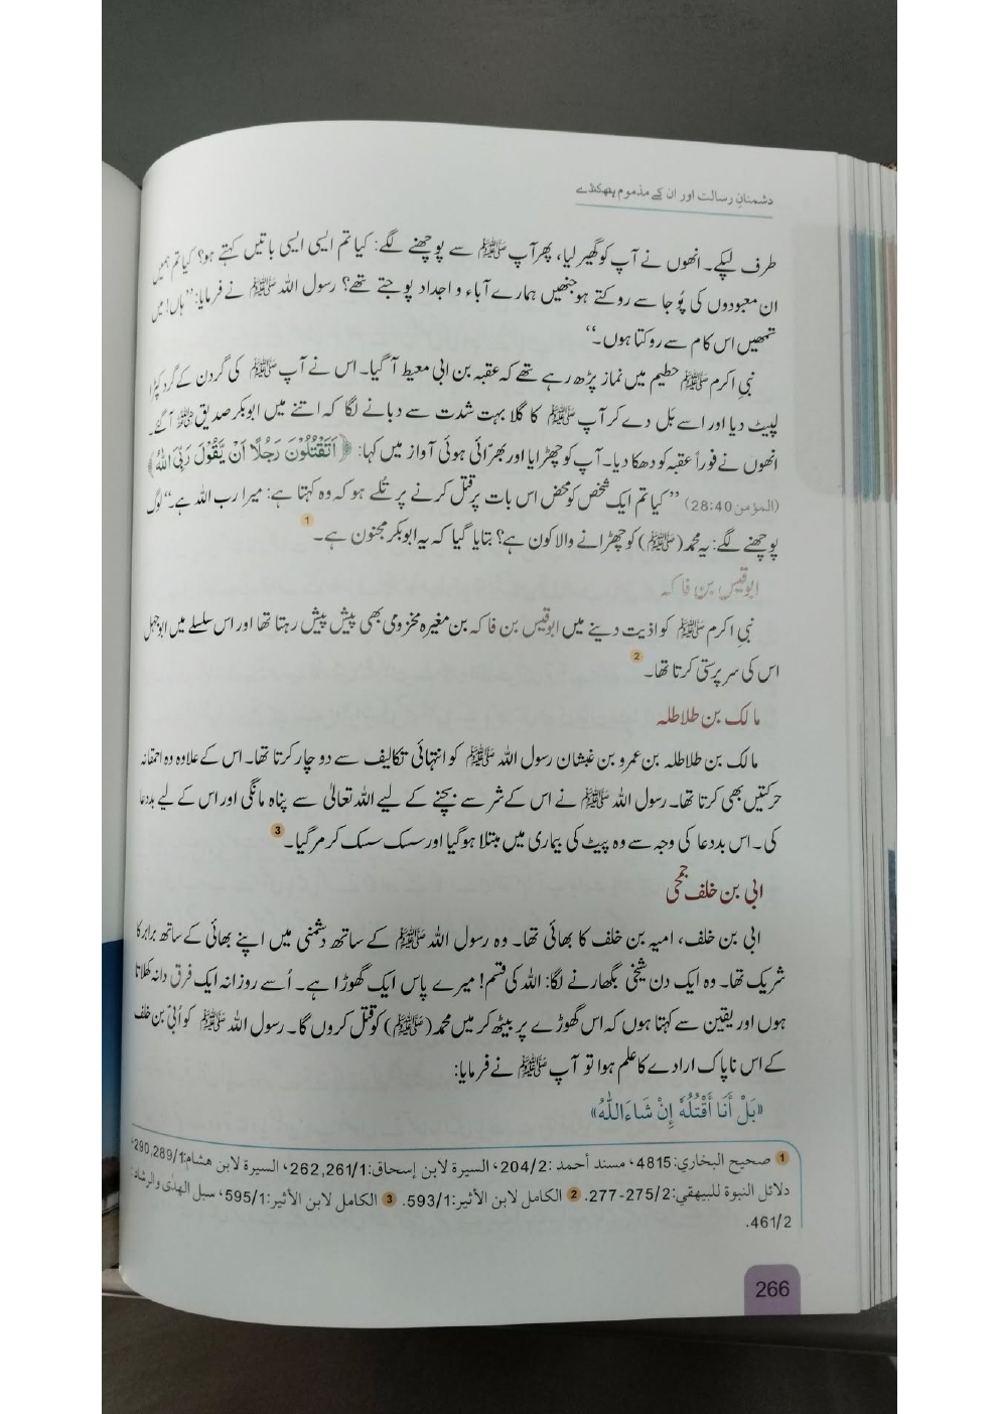 دشمنانِ رسالت اور ان کے مذموم ہتھکنڈے
طرف لپکے۔ انھوں نے آپ کو گھیر لیا، پھر آپ ﷺ سے پوچھنے لگے: کیا تم ایسی ایسی باتیں کہتے ہو؟ کیا تم ہمیں
ان معبودوں کی پُوجا سے روکتے ہو جنھیں ہمارے آباء و اجداد پوجتے تھے؟ رسول اللہ ﷺ نے فرمایا: ”ہاں! میں
تمھیں اس کام سے روکتا ہوں۔“
نبیِ اکرم ﷺ حطیم میں نماز پڑھ رہے تھے کہ عقبہ بن ابی معیط آ گیا۔ اس نے آپ ﷺ کی گردن کے گرد کپڑا
لپیٹ دیا اور اسے بَل دے کر آپ ﷺ کا گلا بہت شدت سے دبانے لگا کہ اتنے میں ابوبکر صدیق رضی اللہ عنہ آ گئے۔
انھوں نے فوراً عقبہ کو دھکا دیا۔ آپ کو چھڑایا اور بھرّائی ہوئی آواز میں کہا: ﴿اَتَقْتُلُوْنَ رَجُلًا اَنْ يَّقُوْلَ رَبِّيَ اللّٰهُ﴾
(المؤمن 28:40) ”کیا تم ایک شخص کو محض اس بات پر قتل کرنے پر تُلے ہو کہ وہ کہتا ہے: میرا رب اللہ ہے۔“ لوگ
پوچھنے لگے: یہ محمد (ﷺ) کو چھڑانے والا کون ہے؟ بتایا گیا کہ یہ ابوبکر مجنون ہے۔ 1
ابوقیس بن فاکہ
نبیِ اکرم ﷺ کو اذیت دینے میں ابوقیس بن فاکہ بن مغیرہ مخزومی بھی پیش پیش رہتا تھا اور اس سلسلے میں ابوجہل
اس کی سرپرستی کرتا تھا۔ 2
مالک بن طلاطلہ
مالک بن طلاطلہ بن عمرو بن غبشان رسول اللہ ﷺ کو انتہائی تکالیف سے دو چار کرتا تھا۔ اس کے علاوہ وہ احمقانہ
حرکتیں بھی کرتا تھا۔ رسول اللہ ﷺ نے اس کے شر سے بچنے کے لیے اللہ تعالیٰ سے پناہ مانگی اور اس کے لیے بددعا
کی۔ اس بددعا کی وجہ سے وہ پیٹ کی بیماری میں مبتلا ہو گیا اور سسک سسک کر مر گیا۔ 3
ابی بن خلف جُمَحی
ابی بن خلف، امیہ بن خلف کا بھائی تھا۔ وہ رسول اللہ ﷺ کے ساتھ دشمنی میں اپنے بھائی کے ساتھ برابر کا
شریک تھا۔ وہ ایک دن شیخی بگھارنے لگا: اللہ کی قسم! میرے پاس ایک گھوڑا ہے۔ اُسے روزانہ ایک فرق دانہ کھلاتا
ہوں اور یقین سے کہتا ہوں کہ اس گھوڑے پر بیٹھ کر میں محمد (ﷺ) کو قتل کروں گا۔ رسول اللہ ﷺ کو اُبیّ بن خلف
کے اس ناپاک ارادے کا علم ہوا تو آپ ﷺ نے فرمایا:
«بَلْ أَنَا أَقْتُلُهٗ إِنْ شَاءَ اللّٰهُ»
1 صحيح البخاري:4815، مسند أحمد :204/2، السيرة لابن إسحاق:262,261/1، السيرة لابن هشام:290,289/1،
دلائل النبوة للبيهقي:275/2-277. 2 الكامل لابن الأثير:593/1. 3 الكامل لابن الأثير:595/1، سبل الهدى والرشاد:
461/2.
266